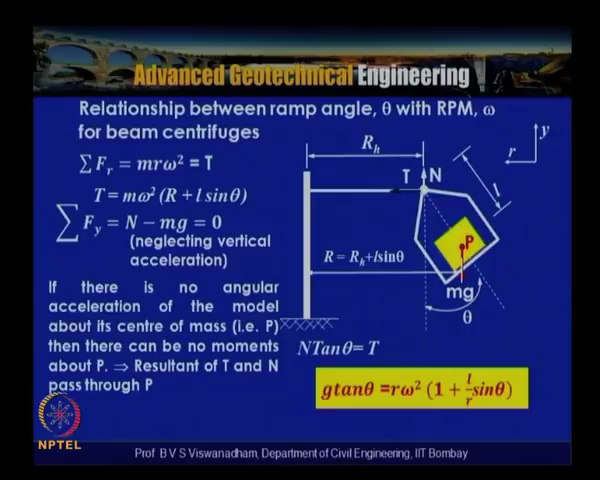 Advanced Geotechnical Engineering
Relationship between ramp angle, θ with RPM, ω
for beam centrifuges
∑ F_r = mrω² = T
T = mω² (R + l sinθ)
∑ F_y = N − mg = 0
(neglecting vertical
acceleration)
If there is no angular
acceleration of the model
about its centre of mass (i.e. P)
then there can be no moments
about P. ⇒ Resultant of T and N
pass through P
y
r
R_h
T N
l
P
R = R_h+lsinθ
mg
θ
NTanθ= T
gtanθ =rω² (1 + l/r sinθ)
NPTEL
Prof B V S Viswanadham, Department of Civil Engineering, IIT Bombay